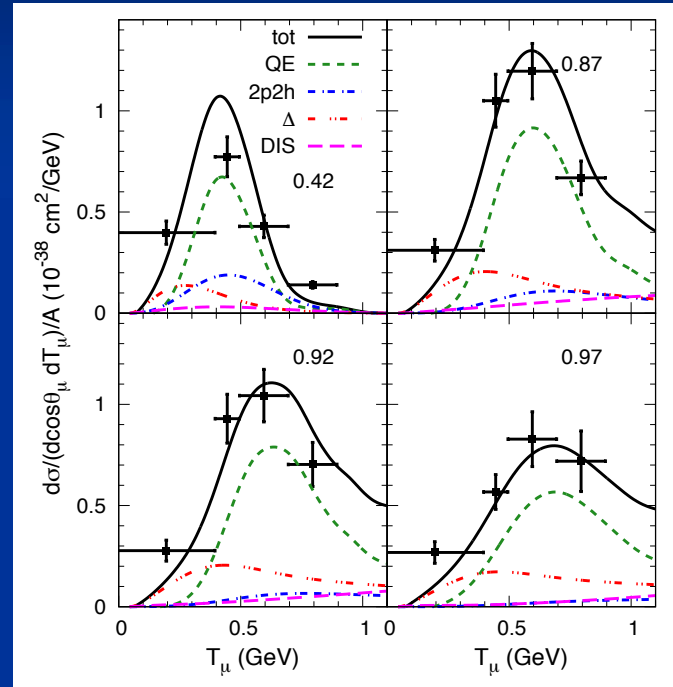 tot
QE
2p2h
Δ
DIS
0.42
0.87
0.92
0.97
0
0.5
1
0
0.5
1
0
0.5
1
0
0.5
1
T_μ (GeV)
T_μ (GeV)
dσ/(dcosθ_μ dT_μ)/A (10⁻³⁸ cm²/GeV)